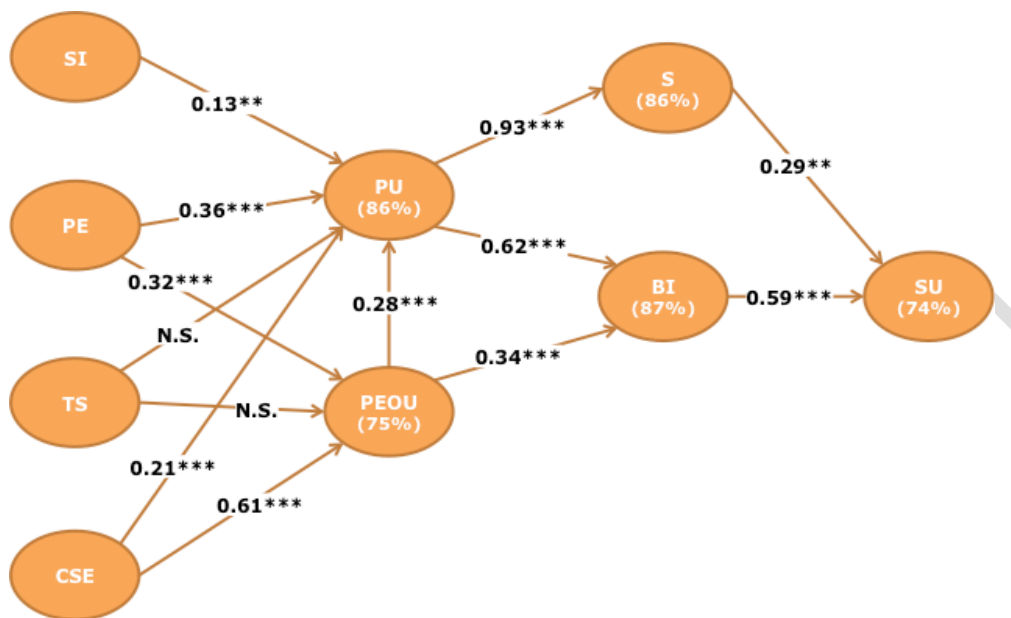 SI
S
(86%)
0.13**
0.93***
0.29**
PU
(86%)
PE
0.36***
0.62***
0.32***
BI
(87%)
0.59***
SU
(74%)
0.28***
N.S.
0.34***
TS
N.S.
PEOU
(75%)
0.21***
0.61***
CSE